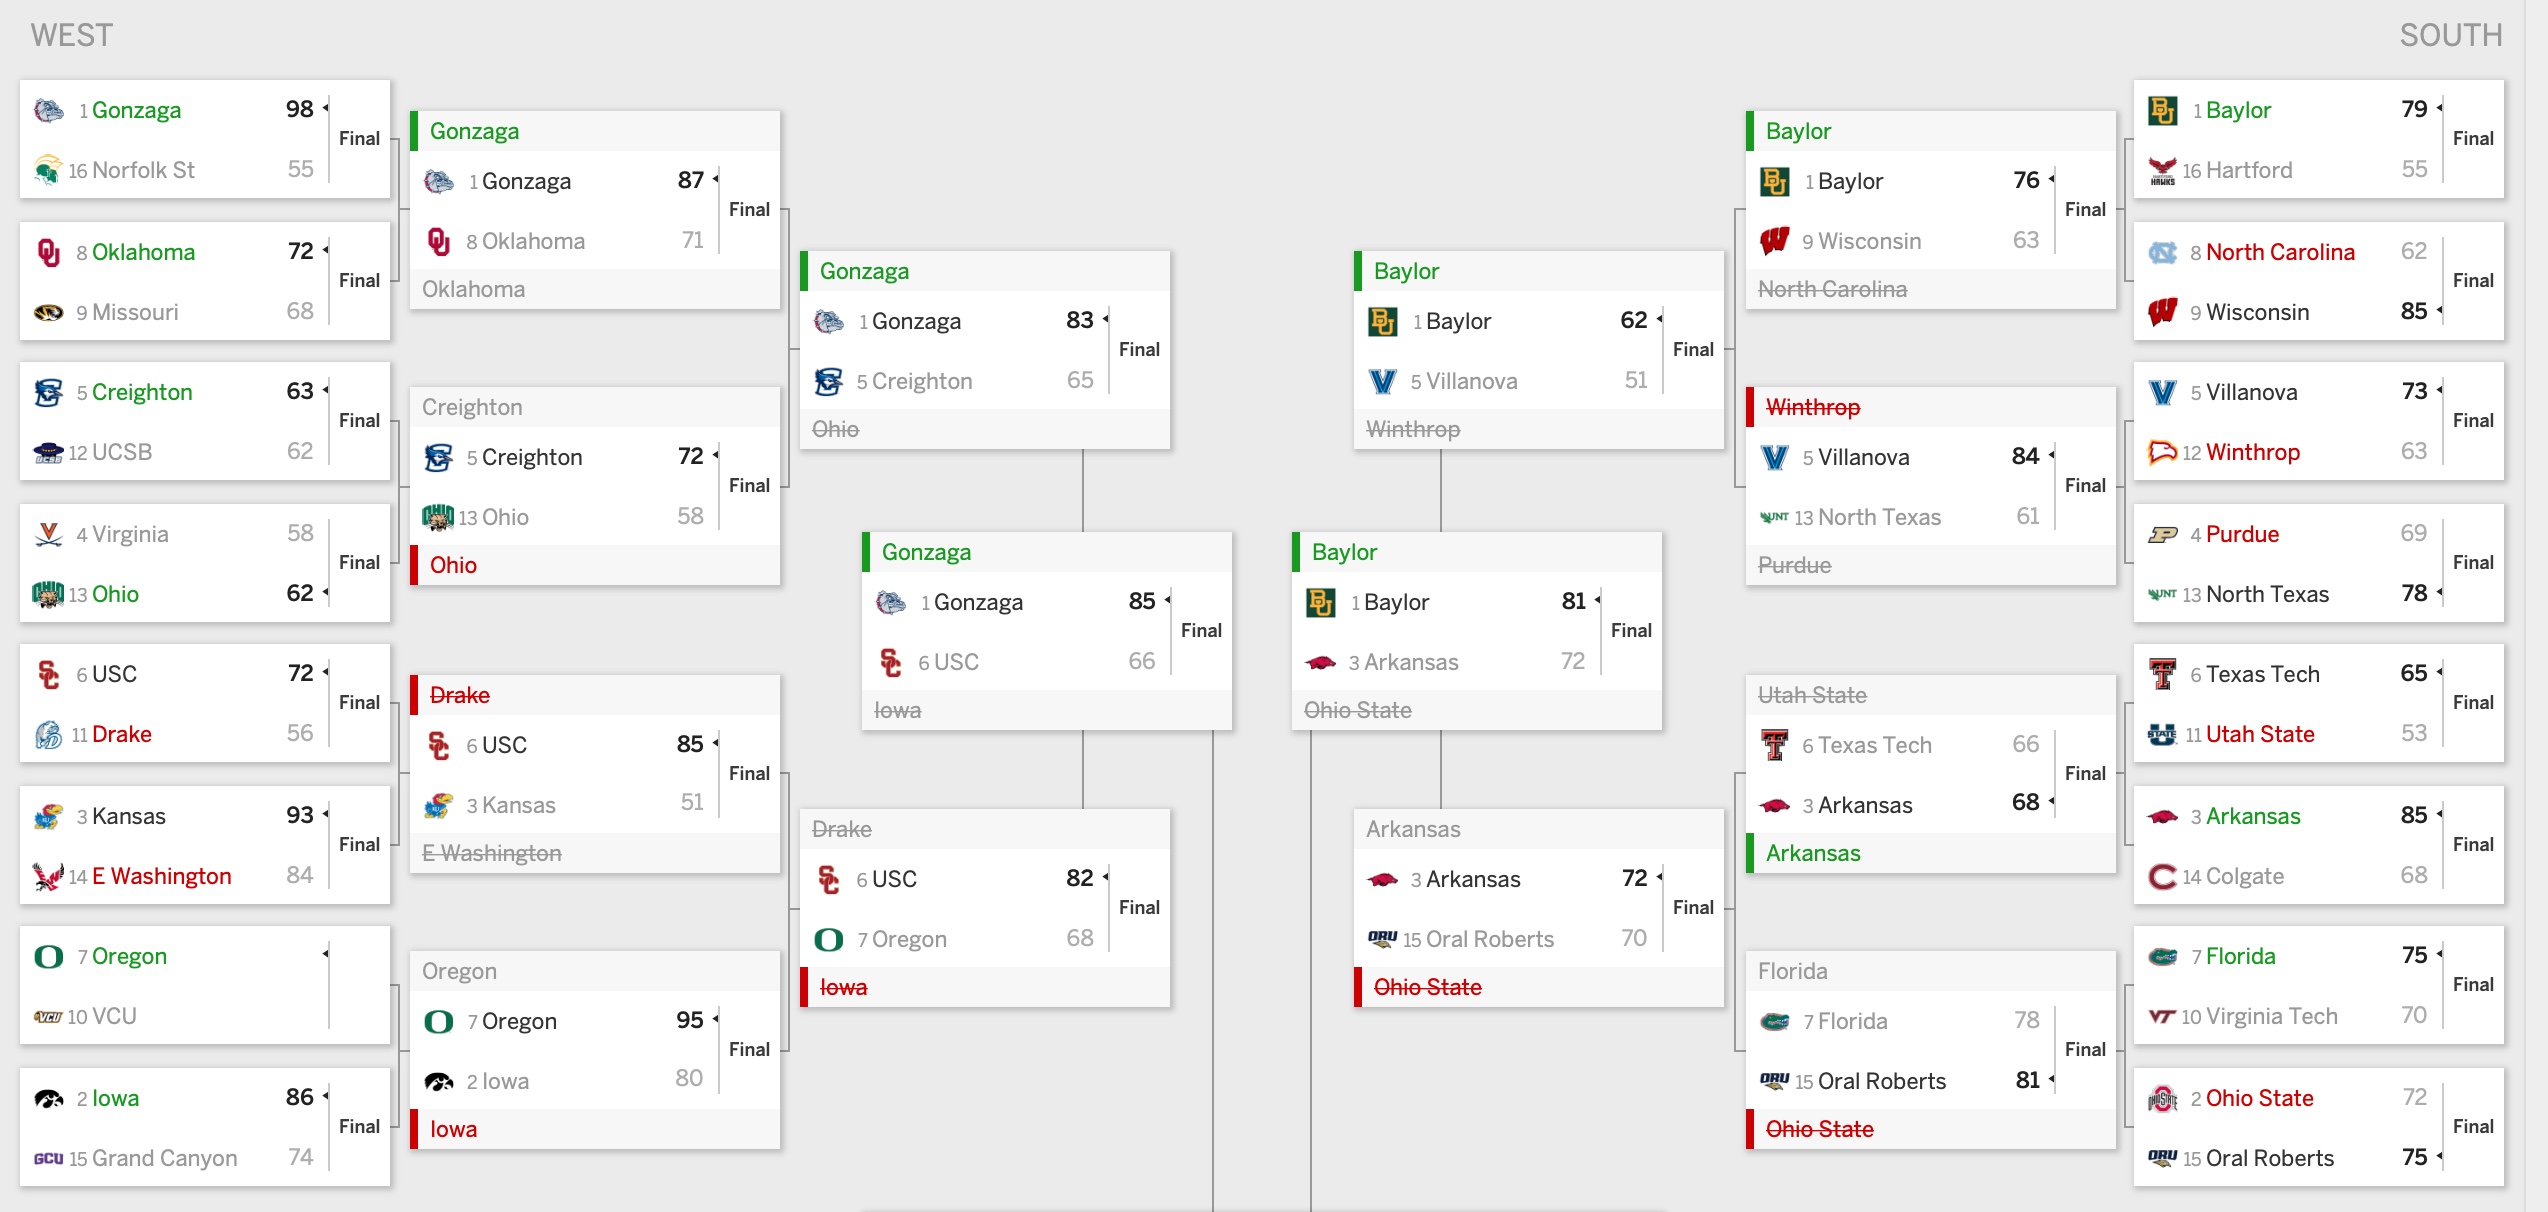 WEST
SOUTH
1 Gonzaga 98
16 Norfolk St 55
Final
8 Oklahoma 72
9 Missouri 68
Final
5 Creighton 63
12 UCSB 62
Final
4 Virginia 58
13 Ohio 62
Final
6 USC 72
11 Drake 56
Final
3 Kansas 93
14 E Washington 84
Final
7 Oregon
10 VCU
2 Iowa 86
15 Grand Canyon 74
Final
Gonzaga
1 Gonzaga 87
8 Oklahoma 71
Final
Oklahoma
Creighton
5 Creighton 72
13 Ohio 58
Final
Ohio
Drake
6 USC 85
3 Kansas 51
Final
E Washington
Oregon
7 Oregon 95
2 Iowa 80
Final
Iowa
Gonzaga
1 Gonzaga 83
5 Creighton 65
Final
Ohio
Gonzaga
1 Gonzaga 85
6 USC 66
Final
Iowa
Drake
6 USC 82
7 Oregon 68
Final
Iowa
Baylor
1 Baylor 62
5 Villanova 51
Final
Winthrop
Baylor
1 Baylor 81
3 Arkansas 72
Final
Ohio State
Arkansas
3 Arkansas 72
15 Oral Roberts 70
Final
Ohio State
Baylor
1 Baylor 76
9 Wisconsin 63
Final
North Carolina
Winthrop
5 Villanova 84
13 North Texas 61
Final
Purdue
Utah State
6 Texas Tech 66
3 Arkansas 68
Final
Arkansas
Florida
7 Florida 78
15 Oral Roberts 81
Final
Ohio State
1 Baylor 79
16 Hartford 55
Final
8 North Carolina 62
9 Wisconsin 85
Final
5 Villanova 73
12 Winthrop 63
Final
4 Purdue 69
13 North Texas 78
Final
6 Texas Tech 65
11 Utah State 53
Final
3 Arkansas 85
14 Colgate 68
Final
7 Florida 75
10 Virginia Tech 70
Final
2 Ohio State 72
15 Oral Roberts 75
Final